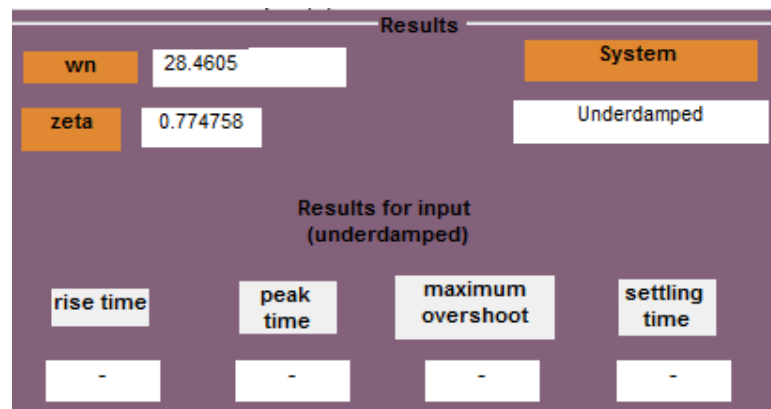 Results
wn 28.4605 System
zeta 0.774758 Underdamped
Results for input
(underdamped)
rise time peak time maximum overshoot settling time
- - - -